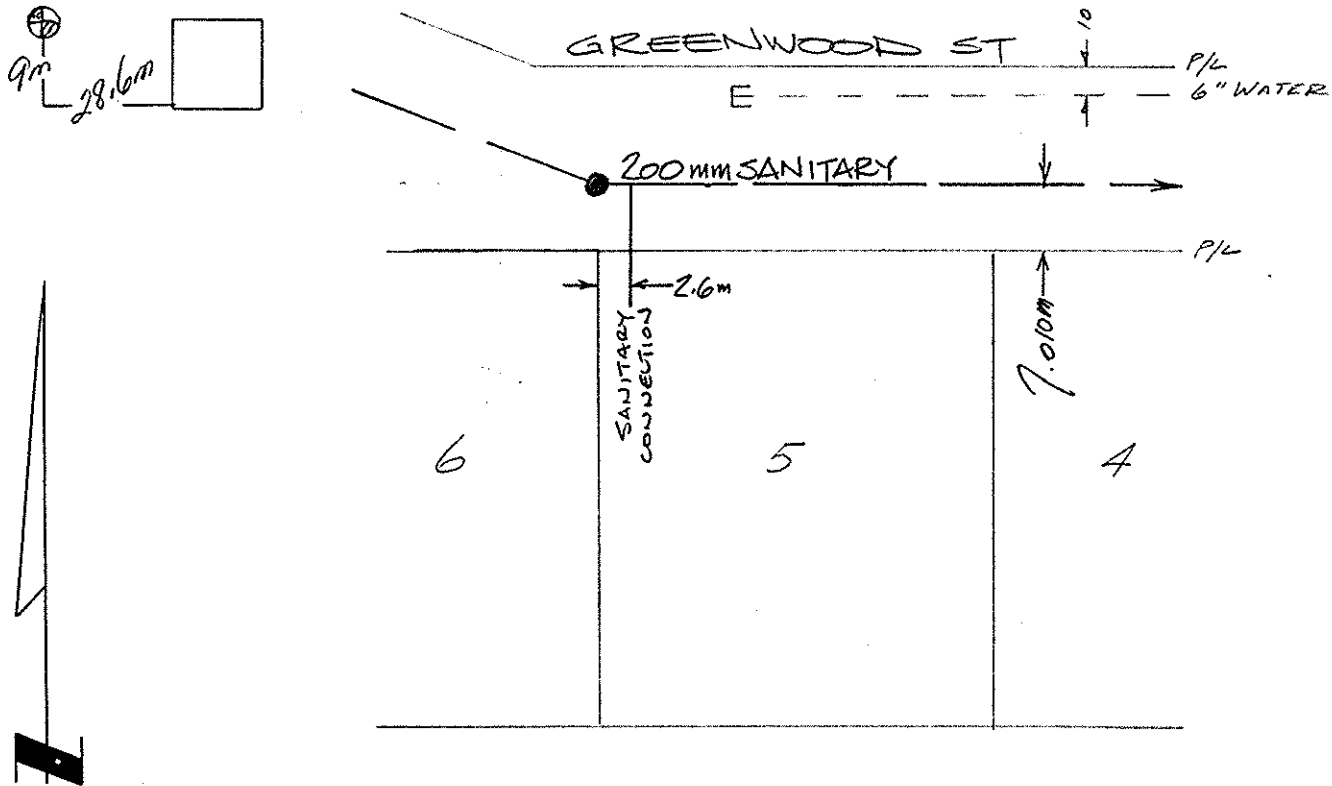 GREENWOOD ST
10
P/L
6" WATER
9m
28.6m
E
200mm SANITARY
P/L
2.6m
SANITARY
CONNECTION
7.010m
6
5
4